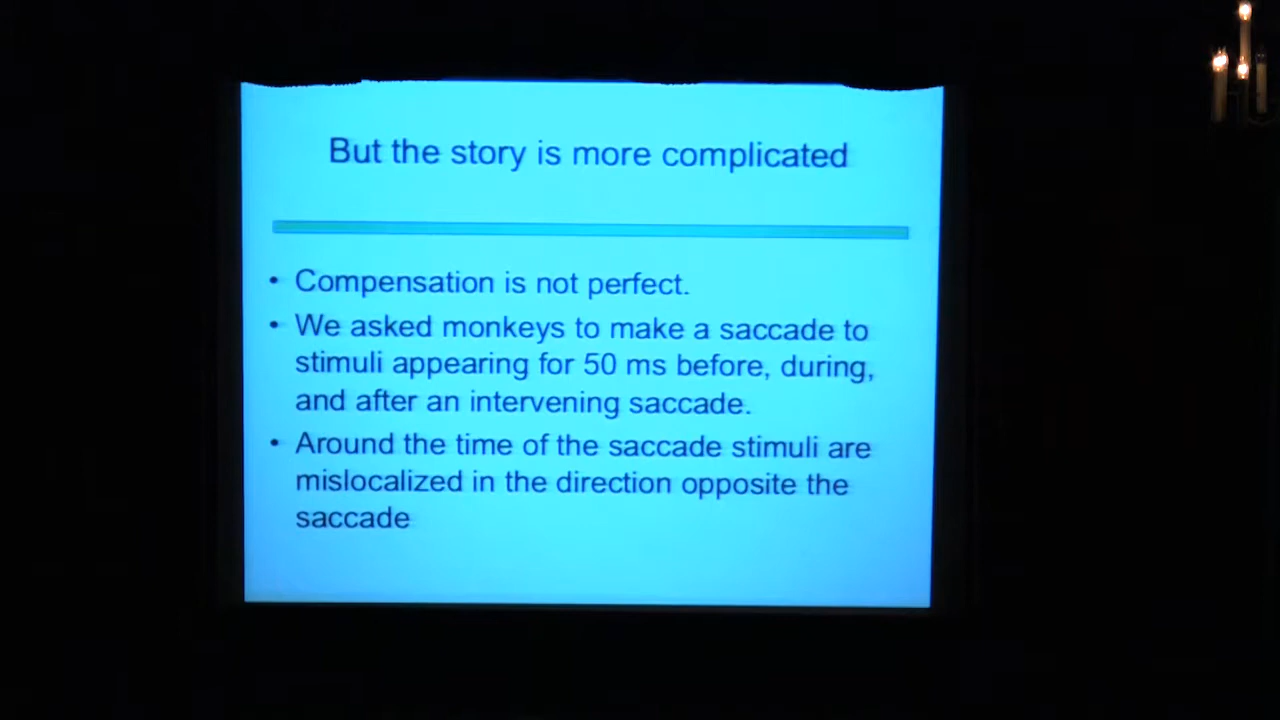 But the story is more complicated
• Compensation is not perfect.
• We asked monkeys to make a saccade to
stimuli appearing for 50 ms before, during,
and after an intervening saccade.
• Around the time of the saccade stimuli are
mislocalized in the direction opposite the
saccade